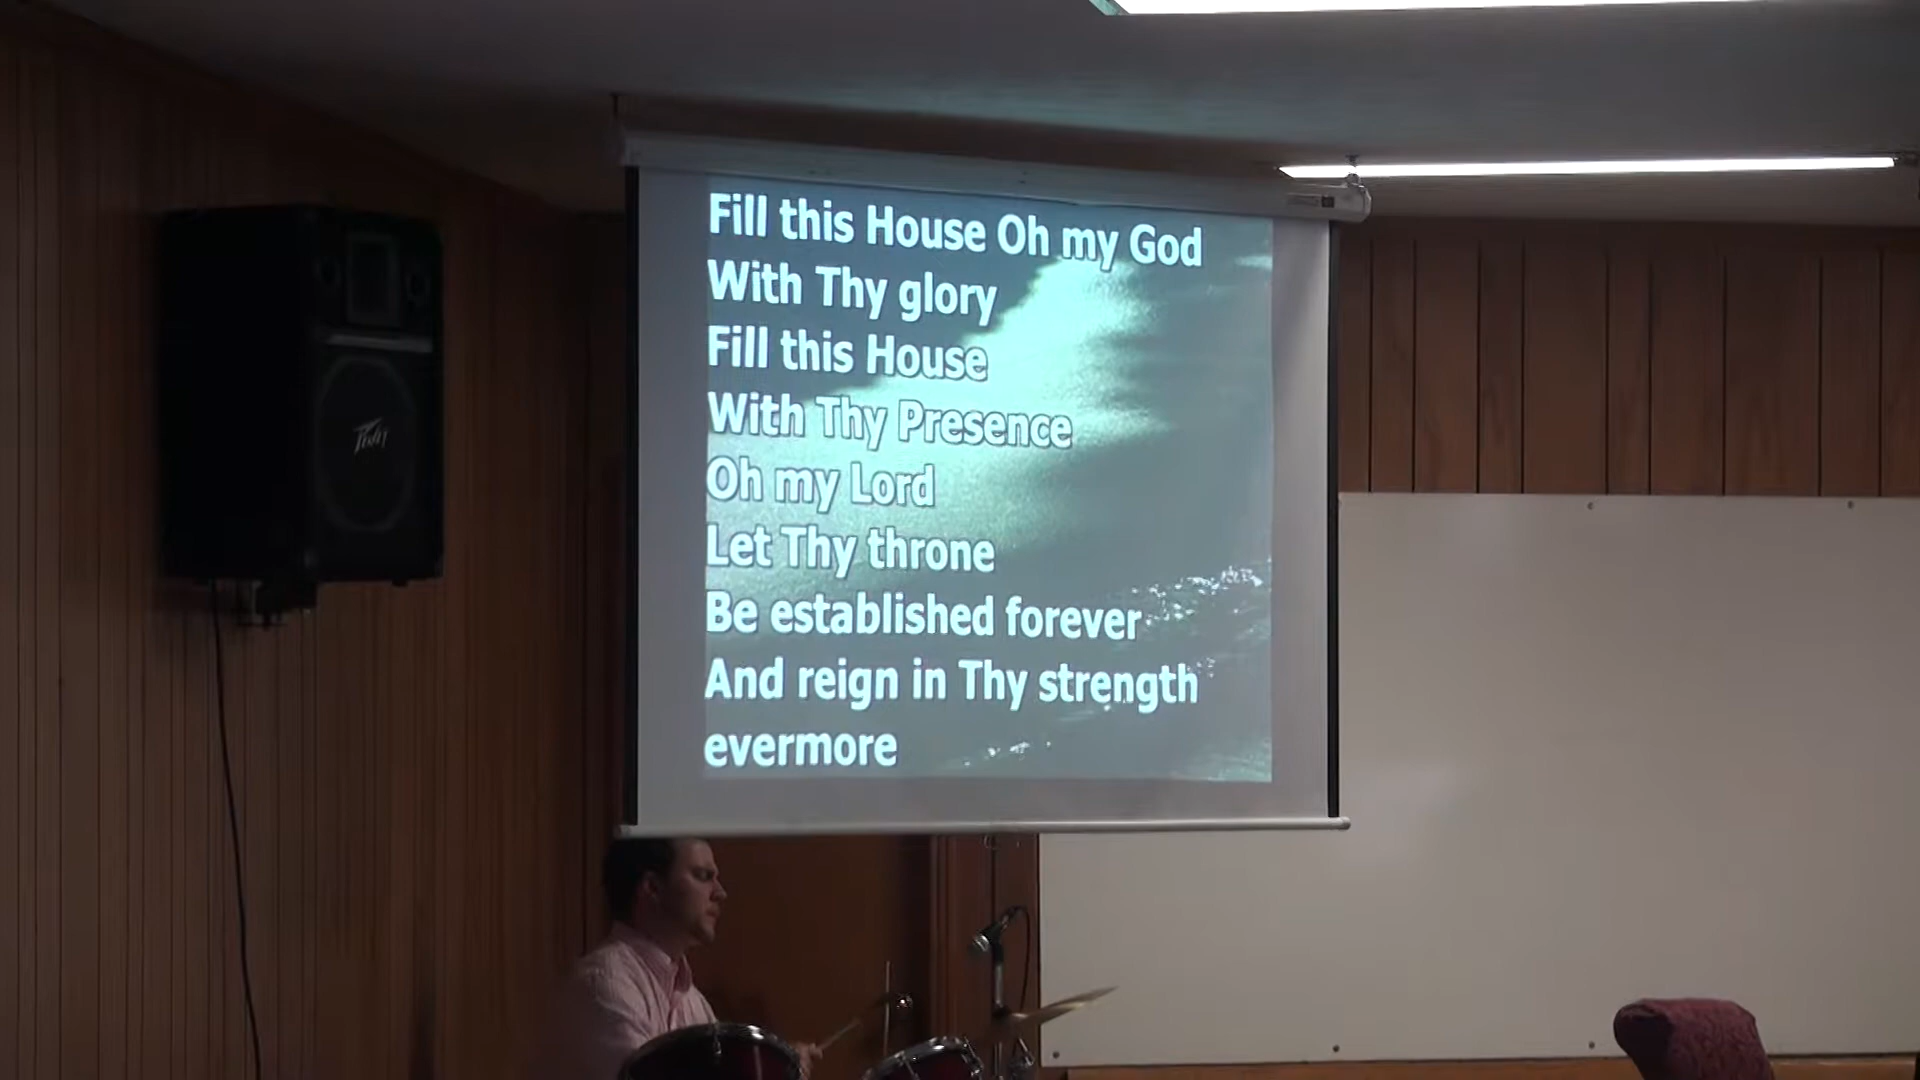 Fill this House Oh my God
With Thy glory
Fill this House
With Thy Presence
Oh my Lord
Let Thy throne
Be established forever
And reign in Thy strength
evermore
PEAVEY